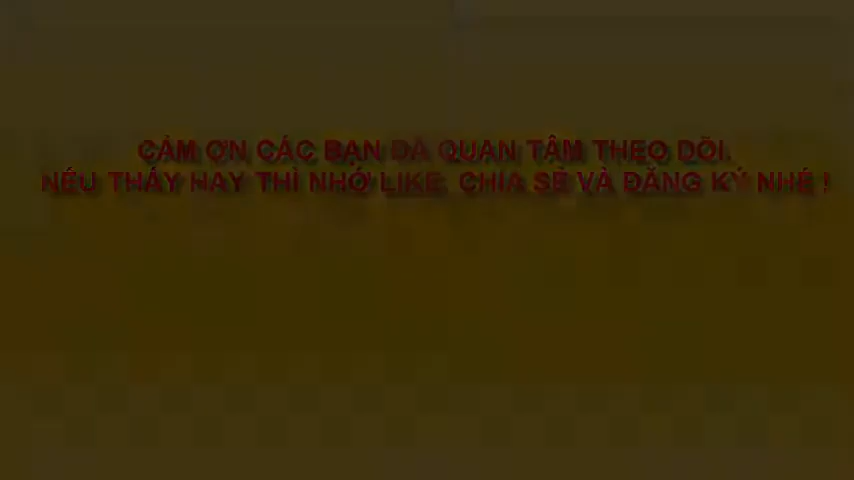 CẢM ƠN CÁC BẠN ĐÃ QUAN TÂM THEO DÕI.
NẾU THẤY HAY THÌ NHỚ LIKE, CHIA SẺ VÀ ĐĂNG KÝ NHÉ !